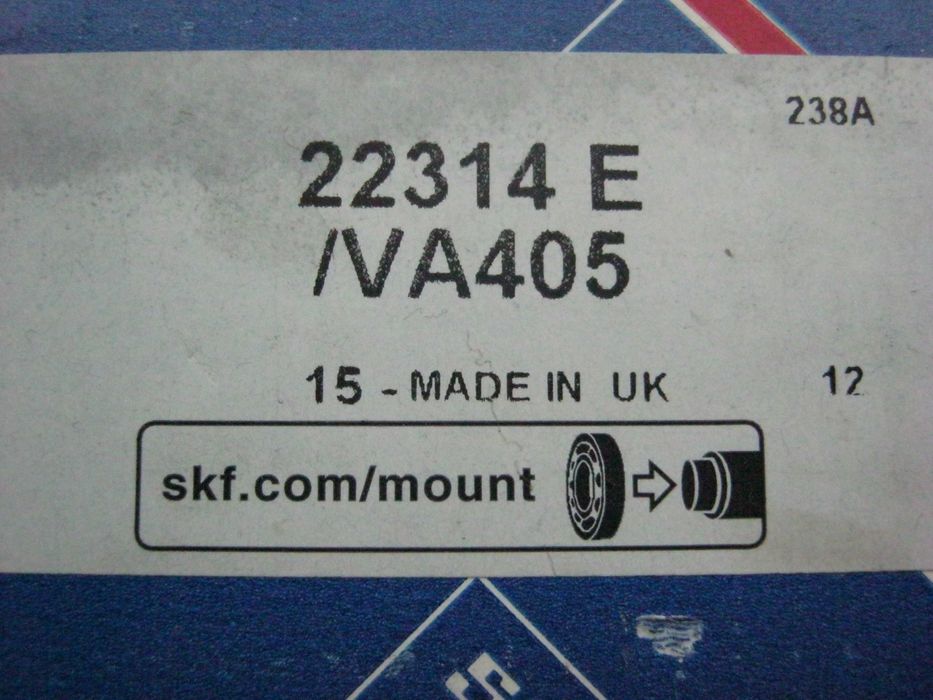 238A
22314 E
/VA405
15 - MADE IN UK
12
skf.com/mount